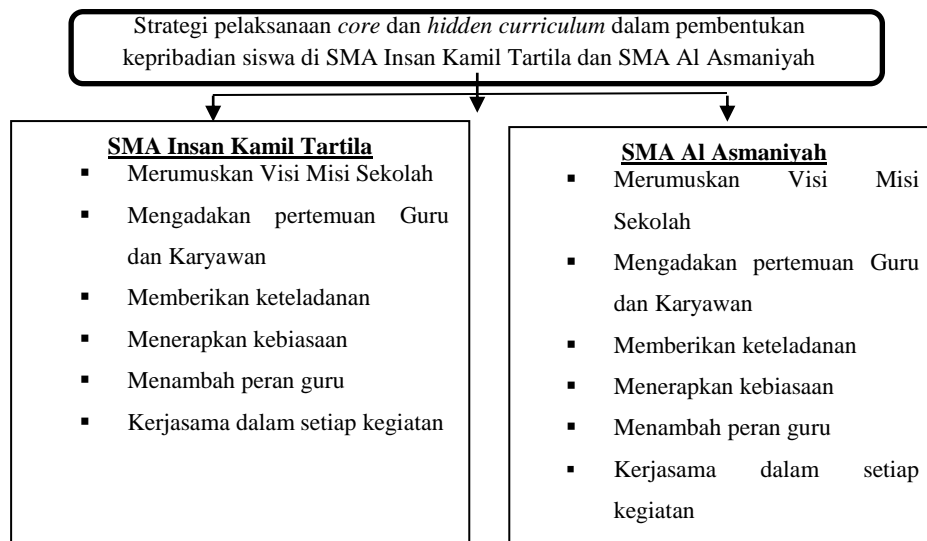 Strategi pelaksanaan core dan hidden curriculum dalam pembentukan
kepribadian siswa di SMA Insan Kamil Tartila dan SMA Al Asmaniyah
SMA Insan Kamil Tartila
▪ Merumuskan Visi Misi Sekolah
▪ Mengadakan pertemuan Guru
dan Karyawan
▪ Memberikan keteladanan
▪ Menerapkan kebiasaan
▪ Menambah peran guru
▪ Kerjasama dalam setiap kegiatan
SMA Al Asmaniyah
▪ Merumuskan Visi Misi
Sekolah
▪ Mengadakan pertemuan Guru
dan Karyawan
▪ Memberikan keteladanan
▪ Menerapkan kebiasaan
▪ Menambah peran guru
▪ Kerjasama dalam setiap
kegiatan